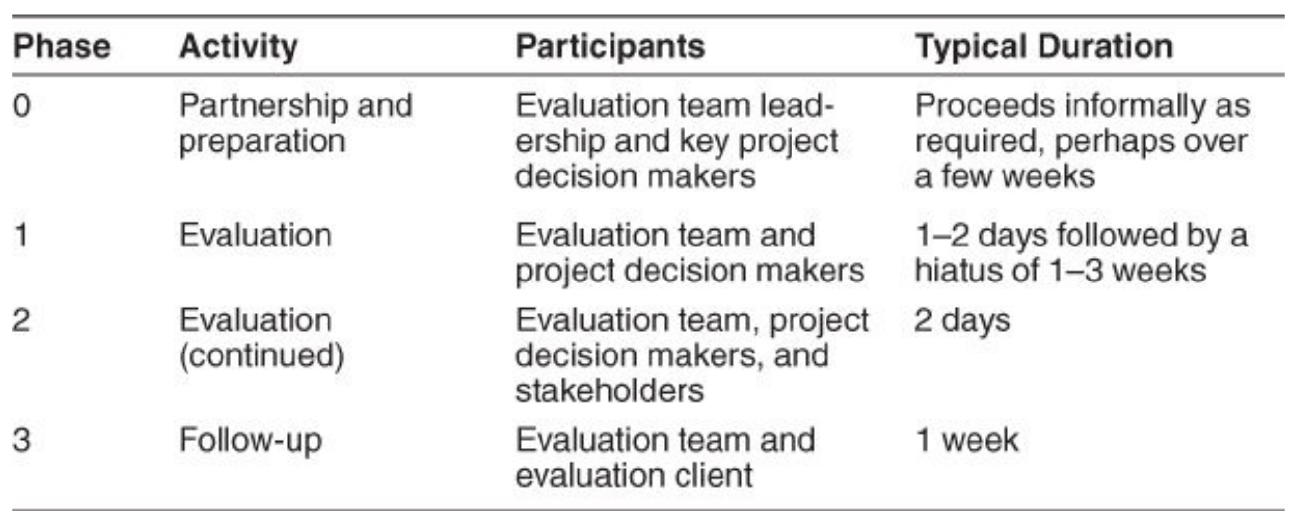 Phase Activity Participants Typical Duration
0 Partnership and preparation Evaluation team lead-ership and key project decision makers Proceeds informally as required, perhaps over a few weeks
1 Evaluation Evaluation team and project decision makers 1–2 days followed by a hiatus of 1–3 weeks
2 Evaluation (continued) Evaluation team, project decision makers, and stakeholders 2 days
3 Follow-up Evaluation team and evaluation client 1 week